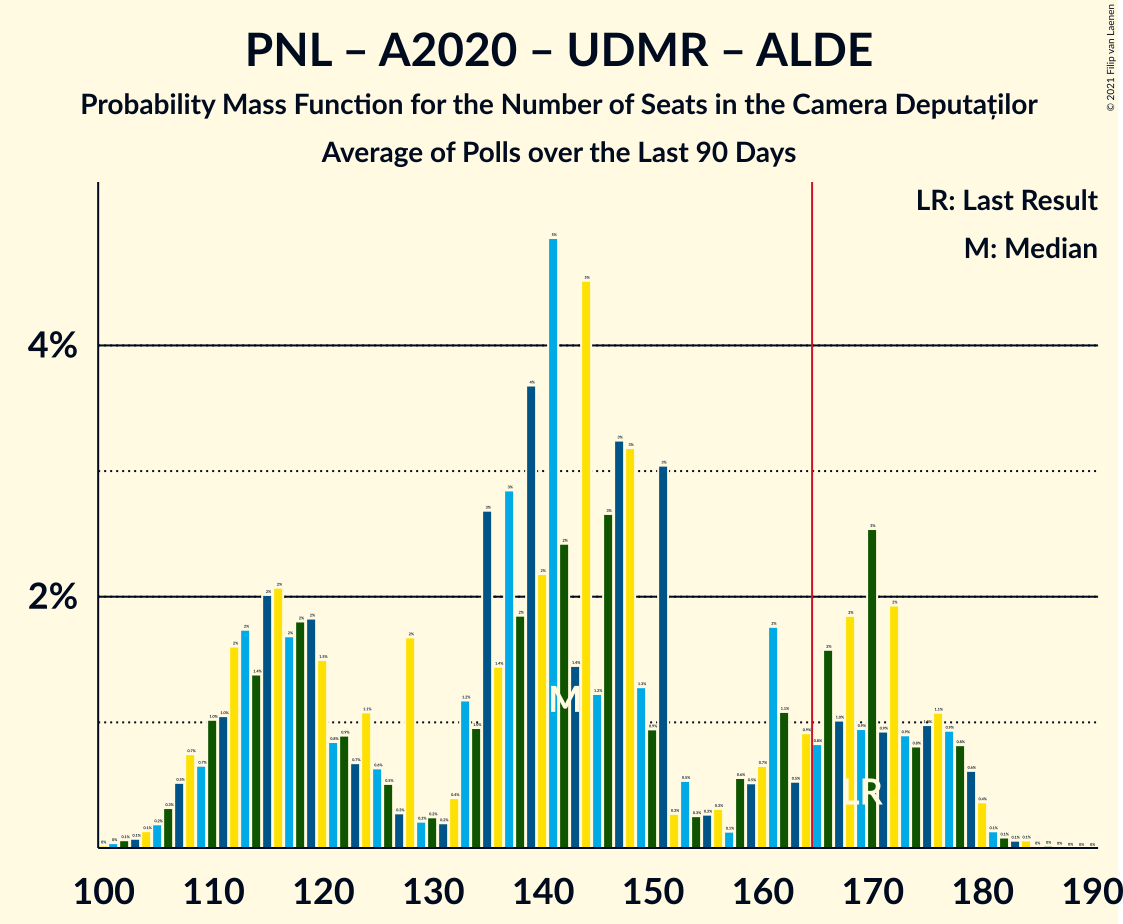 PNL – A2020 – UDMR – ALDE
Probability Mass Function for the Number of Seats in the Camera Deputaților
Average of Polls over the Last 90 Days
© 2021 Filip van Laenen
LR: Last Result
M: Median
4%
2%
M
LR
100 110 120 130 140 150 160 170 180 190